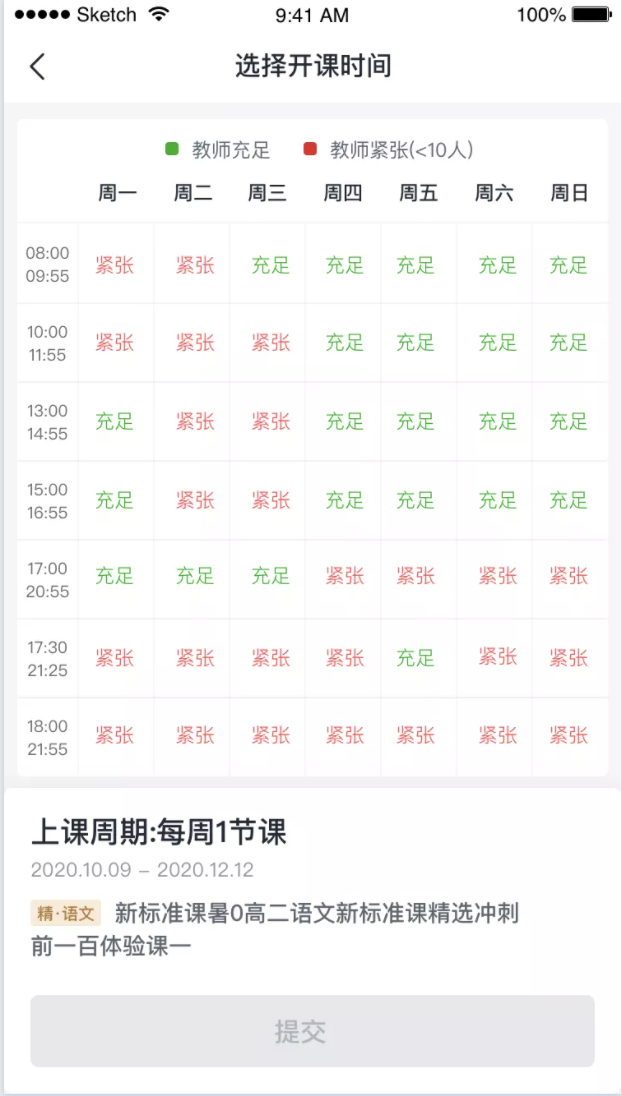 Sketch 9:41 AM 100%
选择开课时间
教师充足 教师紧张(<10人)
周一 周二 周三 周四 周五 周六 周日
08:00
09:55 紧张 紧张 充足 充足 充足 充足 充足
10:00
11:55 紧张 紧张 紧张 充足 充足 充足 充足
13:00
14:55 充足 紧张 紧张 充足 充足 充足 充足
15:00
16:55 充足 紧张 紧张 充足 充足 充足 充足
17:00
20:55 充足 充足 充足 紧张 紧张 紧张 紧张
17:30
21:25 紧张 紧张 紧张 紧张 充足 紧张 紧张
18:00
21:55 紧张 紧张 紧张 紧张 紧张 紧张 紧张
上课周期:每周1节课
2020.10.09 – 2020.12.12
精·语文 新标准课暑0高二语文新标准课精选冲刺
前一百体验课一
提交